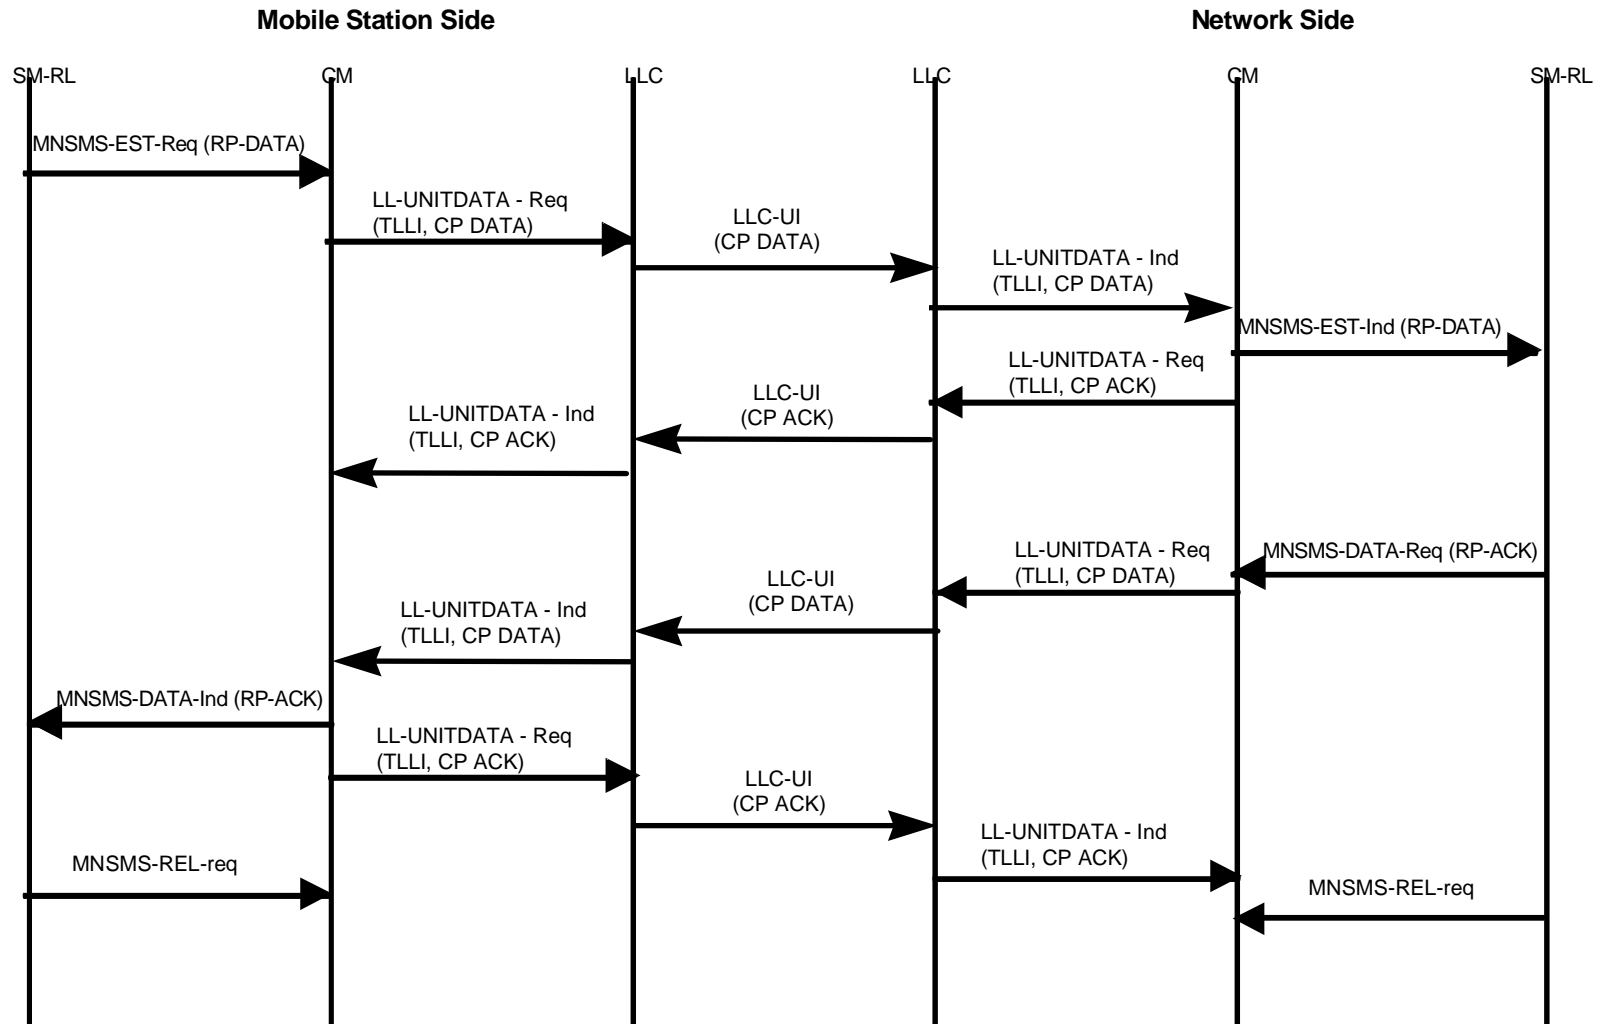 Mobile Station Side
Network Side
SM-RL
CM
LLC
LLC
CM
SM-RL
MNSMS-EST-Req (RP-DATA)
LL-UNITDATA - Req
(TLLI, CP DATA)
LLC-UI
(CP DATA)
LL-UNITDATA - Ind
(TLLI, CP DATA)
MNSMS-EST-Ind (RP-DATA)
LL-UNITDATA - Req
(TLLI, CP ACK)
LLC-UI
(CP ACK)
LL-UNITDATA - Ind
(TLLI, CP ACK)
MNSMS-DATA-Req (RP-ACK)
LL-UNITDATA - Req
(TLLI, CP DATA)
LLC-UI
(CP DATA)
LL-UNITDATA - Ind
(TLLI, CP DATA)
MNSMS-DATA-Ind (RP-ACK)
LL-UNITDATA - Req
(TLLI, CP ACK)
LLC-UI
(CP ACK)
LL-UNITDATA - Ind
(TLLI, CP ACK)
MNSMS-REL-req
MNSMS-REL-req